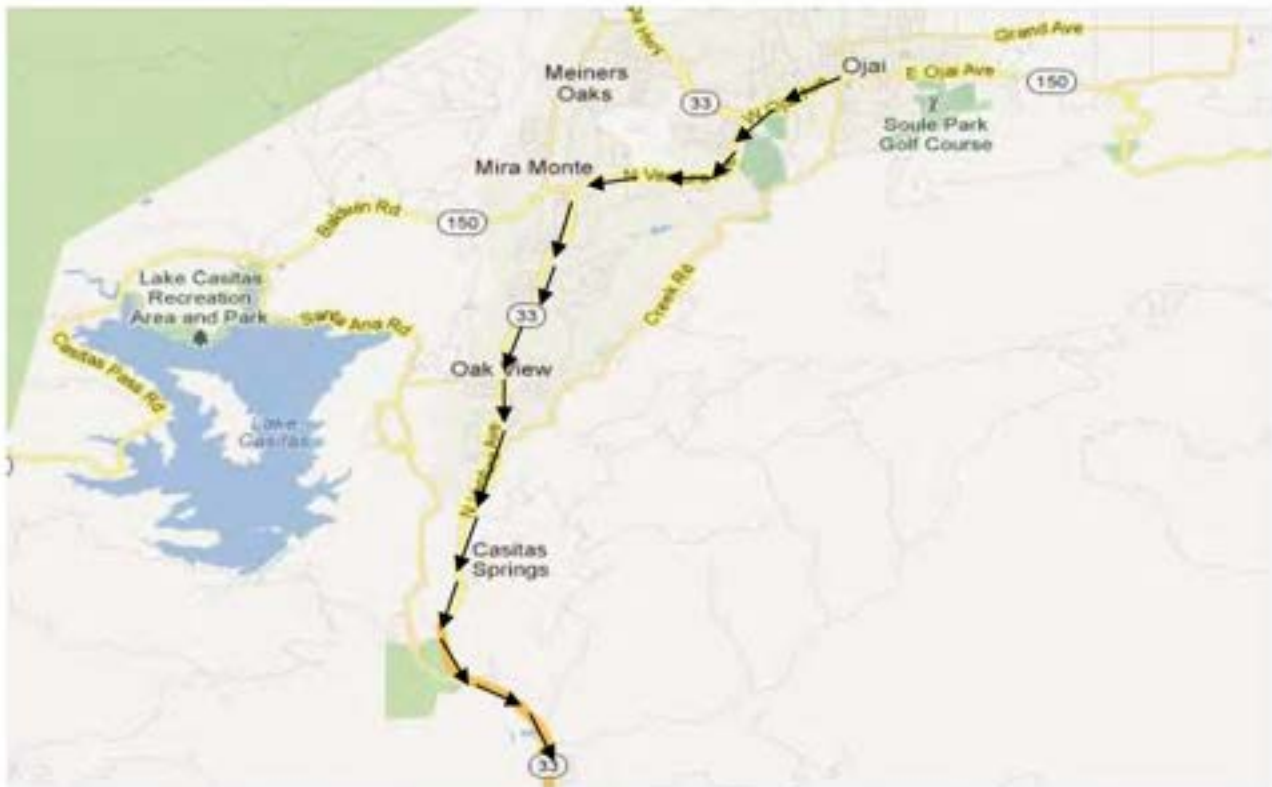 Grand Ave
Meiners
Oaks
33
Ojai
E Ojai Ave
150
Soule Park
Golf Course
Mira Monte
Baldwin Rd
150
Lake Casitas
Recreation
Area and Park
Santa Ana Rd
Creek Rd
33
Casitas Pass Rd
Oak View
Lake
Casitas
Casitas
Springs
33